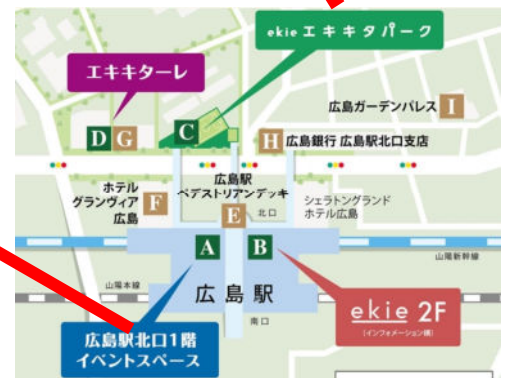 ekie エキキタパーク
エキキターレ
広島ガーデンパレス I
D G
C
H 広島銀行 広島駅北口支店
広島駅
ペデストリアンデッキ
ホテル
グランヴィア
広島
F
E
北口
シェラトングランド
ホテル広島
A
B
山陽新幹線
山陽本線
広島駅
南口
ekie 2F
(インフォメーション横)
広島駅北口1階
イベントスペース